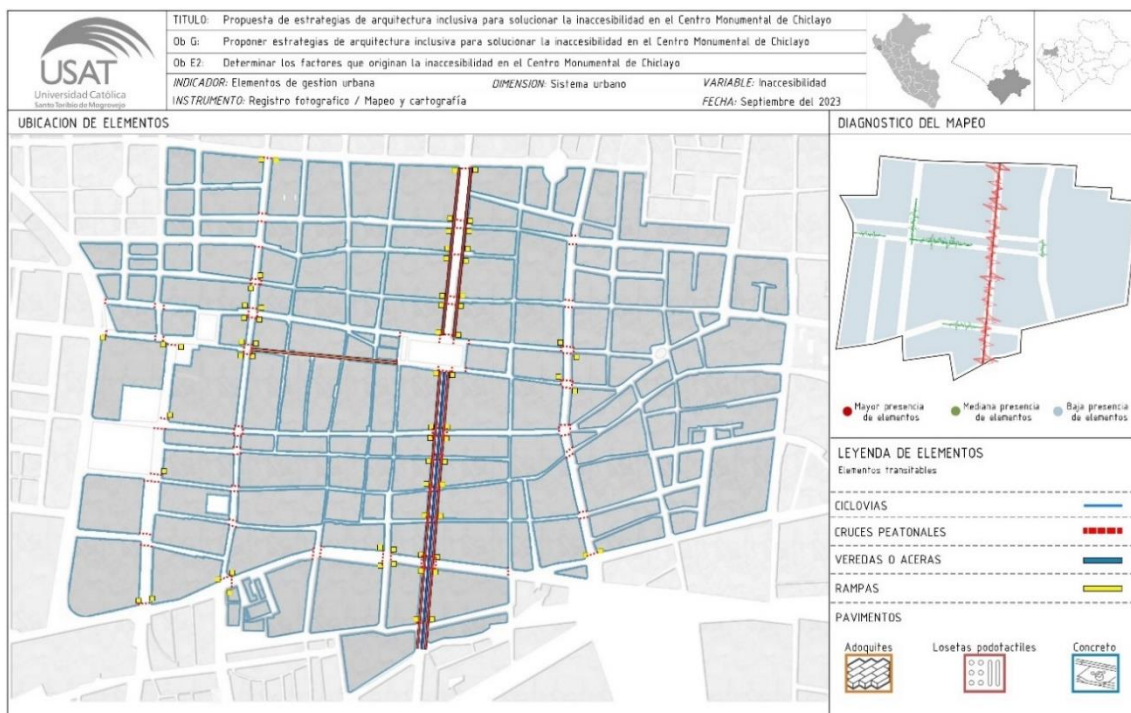 USAT
Universidad Católica
Santo Toribio de Mogrovejo
TITULO: Propuesta de estrategias de arquitectura inclusiva para solucionar la inaccesibilidad en el Centro Monumental de Chiclayo
Ob G: Proponer estrategias de arquitectura inclusiva para solucionar la inaccesibilidad en el Centro Monumental de Chiclayo
Ob E2: Determinar los factores que originan la inaccesibilidad en el Centro Monumental de Chiclayo
INDICADOR: Elementos de gestion urbana DIMENSION: Sistema urbano VARIABLE: Inaccesibilidad
INSTRUMENTO: Registro fotografico / Mapeo y cartografía FECHA: Septiembre del 2023
UBICACION DE ELEMENTOS
DIAGNOSTICO DEL MAPEO
Mayor presencia de elementos
Mediana presencia de elementos
Baja presencia de elementos
LEYENDA DE ELEMENTOS
Elementos transitables
CICLOVIAS
CRUCES PEATONALES
VEREDAS O ACERAS
RAMPAS
PAVIMENTOS
Adoquites Losetas podotactiles Concreto